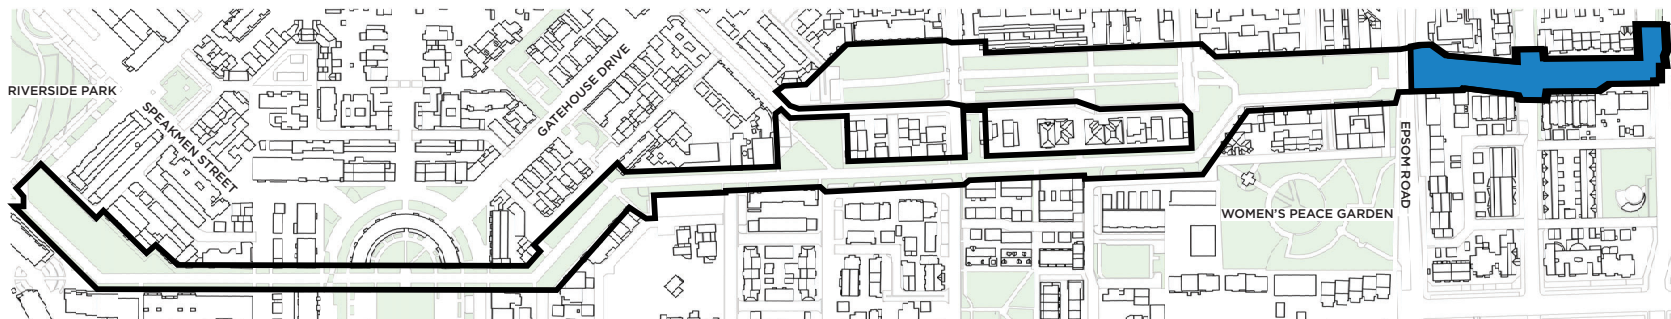 RIVERSIDE PARK
SPEAKMEN STREET
GATEHOUSE DRIVE
EPSOM ROAD
WOMEN'S PEACE GARDEN